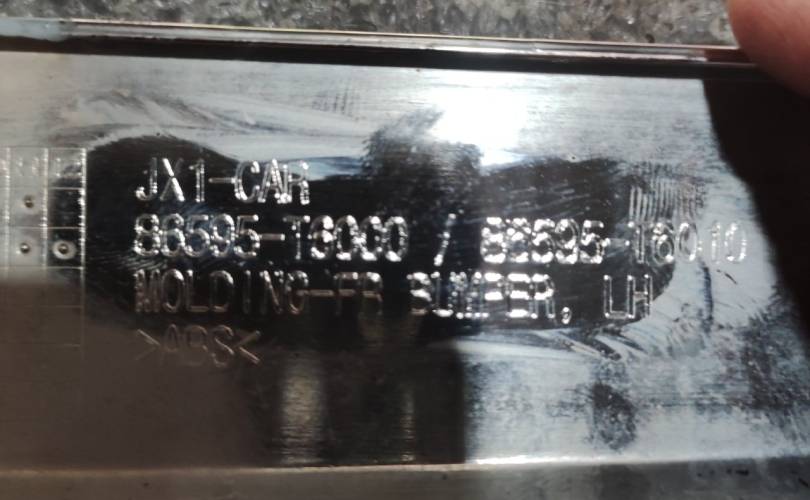 JX1-CAR
86595-T6000 / 86595-T6010
MOLDING-FR BUMPER, LH
>ABS<